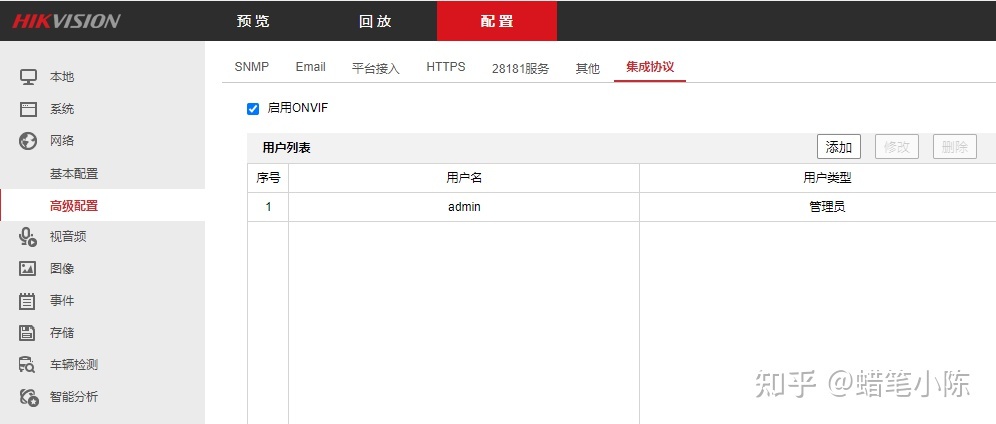 HIKVISION 预览 回放 配置
SNMP Email 平台接入 HTTPS 28181服务 其他 集成协议
本地
系统
网络
基本配置
高级配置
视音频
图像
事件
存储
车辆检测
智能分析
启用ONVIF
用户列表 添加 修改 删除
序号 用户名 用户类型
1 admin 管理员
知乎 @蜡笔小陈